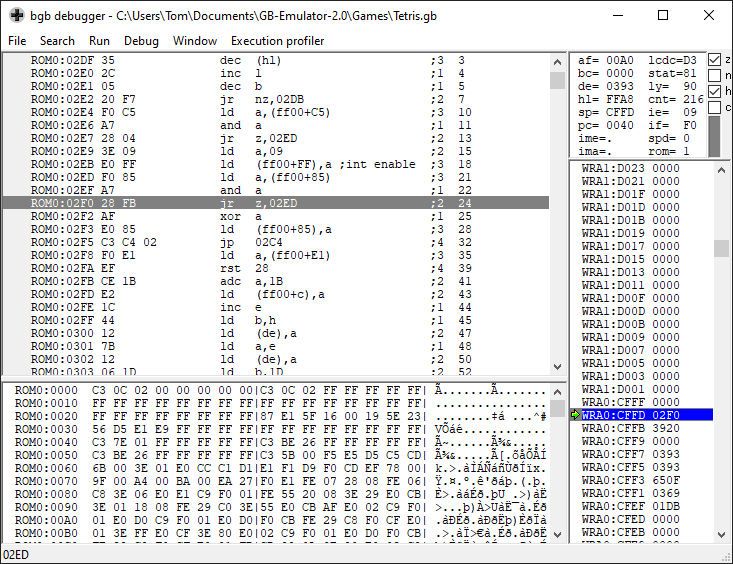 bgb debugger - C:\Users\Tom\Documents\GB-Emulator-2.0\Games\Tetris.gb
File Search Run Debug Window Execution profiler
ROM0:02DF 35 dec (hl) ;3 3
ROM0:02E0 2C inc l ;1 4
ROM0:02E1 05 dec b ;1 5
ROM0:02E2 20 F7 jr nz,02DB ;2 7
ROM0:02E4 F0 C5 ld a,(ff00+C5) ;3 10
ROM0:02E6 A7 and a ;1 11
ROM0:02E7 28 04 jr z,02ED ;2 13
ROM0:02E9 3E 09 ld a,09 ;2 15
ROM0:02EB E0 FF ld (ff00+FF),a ;int enable ;3 18
ROM0:02ED F0 85 ld a,(ff00+85) ;3 21
ROM0:02EF A7 and a ;1 22
ROM0:02F0 28 FB jr z,02ED ;2 24
ROM0:02F2 AF xor a ;1 25
ROM0:02F3 E0 85 ld (ff00+85),a ;3 28
ROM0:02F5 C3 C4 02 jp 02C4 ;4 32
ROM0:02F8 F0 E1 ld a,(ff00+E1) ;3 35
ROM0:02FA EF rst 28 ;4 39
ROM0:02FB CE 1B adc a,1B ;2 41
ROM0:02FD E2 ld (ff00+c),a ;2 43
ROM0:02FE 1C inc e ;1 44
ROM0:02FF 44 ld b,h ;1 45
ROM0:0300 12 ld (de),a ;2 47
ROM0:0301 7B ld a,e ;1 48
ROM0:0302 12 ld (de),a ;2 50
ROM0:0303 06 1D ld b,1D ;2 52
af= 00A0 lcdc=D3 z
bc= 0000 stat=81 n
de= 0393 ly= 90 h
hl= FFA8 cnt= 216 c
sp= CFFD ie= 09
pc= 0040 if= F0
ime=. spd= 0
ima=. rom= 1
WRA1:D023 0000
WRA1:D021 0000
WRA1:D01F 0000
WRA1:D01D 0000
WRA1:D01B 0000
WRA1:D019 0000
WRA1:D017 0000
WRA1:D015 0000
WRA1:D013 0000
WRA1:D011 0000
WRA1:D00F 0000
WRA1:D00D 0000
WRA1:D00B 0000
WRA1:D009 0000
WRA1:D007 0000
WRA1:D005 0000
WRA1:D003 0000
WRA1:D001 0000
WRA0:CFFF 0000
WRA0:CFFD 02F0
WRA0:CFFB 3920
WRA0:CFF9 0000
WRA0:CFF7 0393
WRA0:CFF5 0393
WRA0:CFF3 650F
WRA0:CFF1 0369
WRA0:CFEF 01DB
WRA0:CFED 0000
WRA0:CFEB 0000
ROM0:0000 C3 0C 02 00 00 00 00 00|C3 0C 02 FF FF FF FF FF| Ã.......Ã.......
ROM0:0010 FF FF FF FF FF FF FF FF|FF FF FF FF FF FF FF FF| ................
ROM0:0020 FF FF FF FF FF FF FF FF|87 E1 5F 16 00 19 5E 23|
ROM0:0030 56 D5 E1 E9 FF FF FF FF|FF FF FF FF FF FF FF FF| VÕáé............
ROM0:0040 C3 7E 01 FF FF FF FF FF|C3 BE 26 FF FF FF FF FF| Ã~......Ã¾&.....
ROM0:0050 C3 BE 26 FF FF FF FF FF|C3 5B 00 F5 E5 D5 C5 CD|
ROM0:0060 6B 00 3E 01 E0 CC C1 D1|E1 F1 D9 F0 CD EF 78 00|
ROM0:0070 9F 00 A4 00 BA 00 EA 27|F0 E1 FE 07 28 08 FE 06|
ROM0:0080 C8 3E 06 E0 E1 C9 F0 01|FE 55 20 08 3E 29 E0 CB|
ROM0:0090 3E 01 18 08 FE 29 C0 3E|55 E0 CB AF E0 02 C9 F0|
ROM0:00A0 01 E0 D0 C9 F0 01 E0 D0|F0 CB FE 29 C8 F0 CF E0|
ROM0:00B0 01 3E FF E0 CF 3E 80 E0|02 C9 F0 01 E0 D0 F0 CB|
02ED